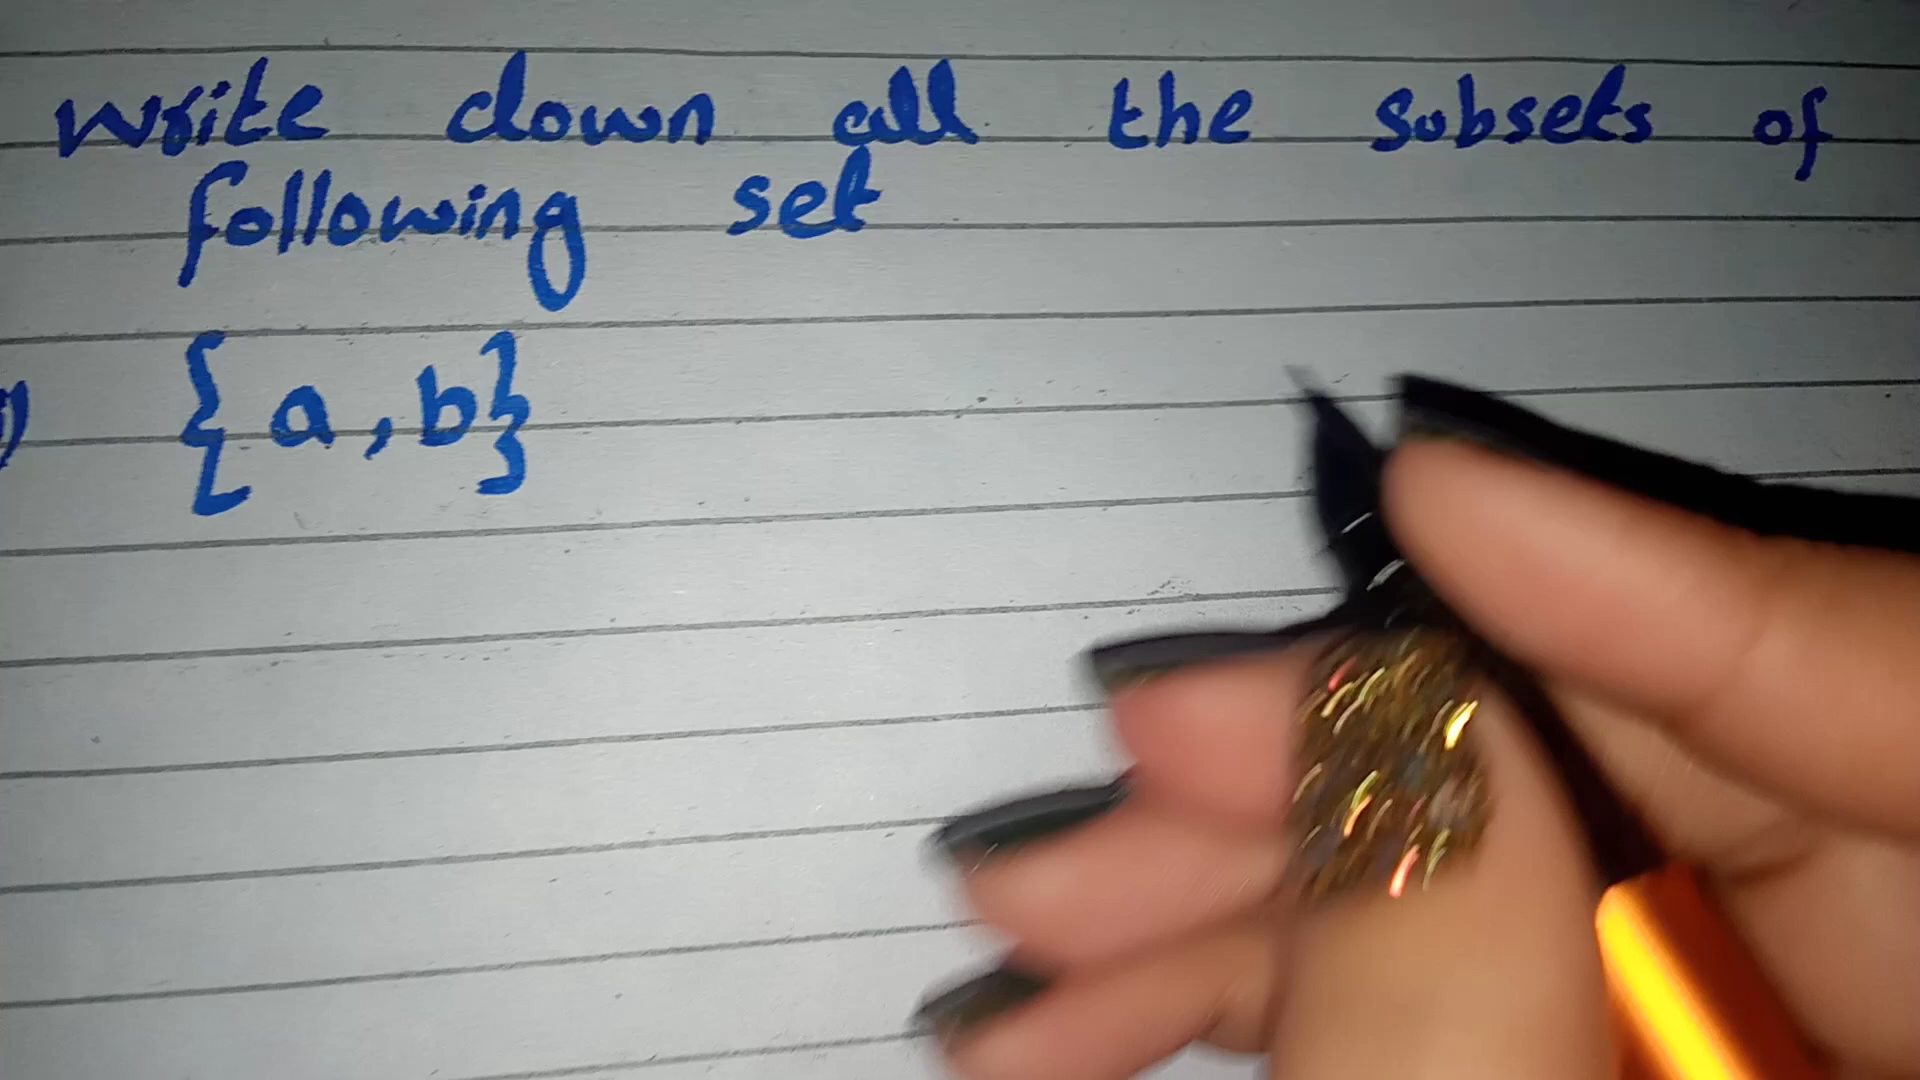 write down all the subsets of
following set
i) {a,b}